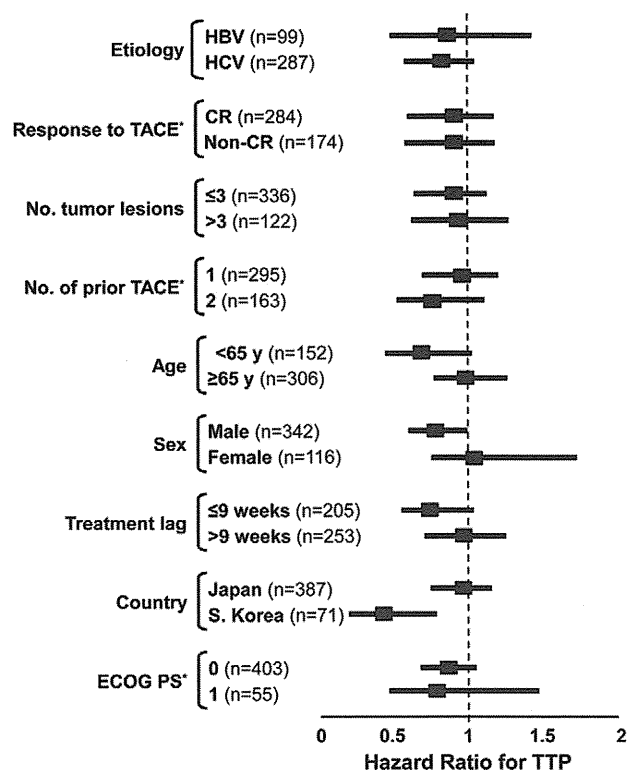 Etiology
HBV (n=99)
HCV (n=287)
Response to TACE*
CR (n=284)
Non-CR (n=174)
No. tumor lesions
≤3 (n=336)
>3 (n=122)
No. of prior TACE*
1 (n=295)
2 (n=163)
Age
<65 y (n=152)
≥65 y (n=306)
Sex
Male (n=342)
Female (n=116)
Treatment lag
≤9 weeks (n=205)
>9 weeks (n=253)
Country
Japan (n=387)
S. Korea (n=71)
ECOG PS*
0 (n=403)
1 (n=55)
0 0.5 1 1.5 2
Hazard Ratio for TTP